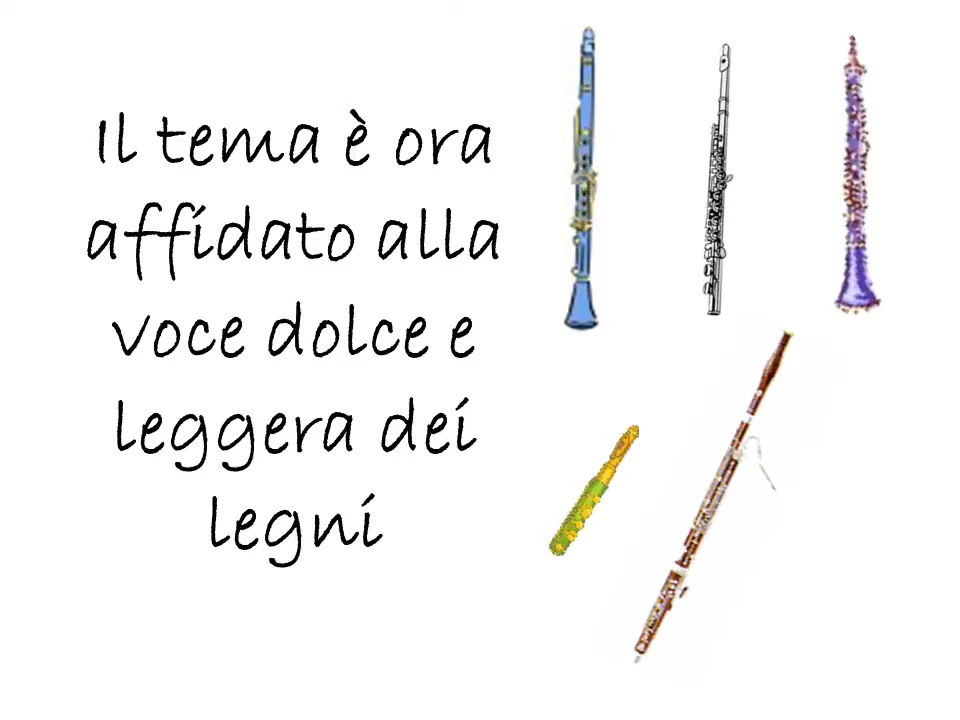 Il tema è ora
affidato alla
voce dolce e
leggera dei
legni